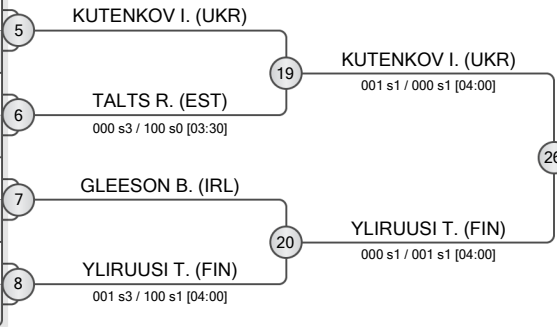 KUTENKOV I. (UKR)
5
19
KUTENKOV I. (UKR)
001 s1 / 000 s1 [04:00]
TALTS R. (EST)
6
000 s3 / 100 s0 [03:30]
26
GLEESON B. (IRL)
7
20
YLIRUUSI T. (FIN)
000 s1 / 001 s1 [04:00]
YLIRUUSI T. (FIN)
8
001 s3 / 100 s1 [04:00]